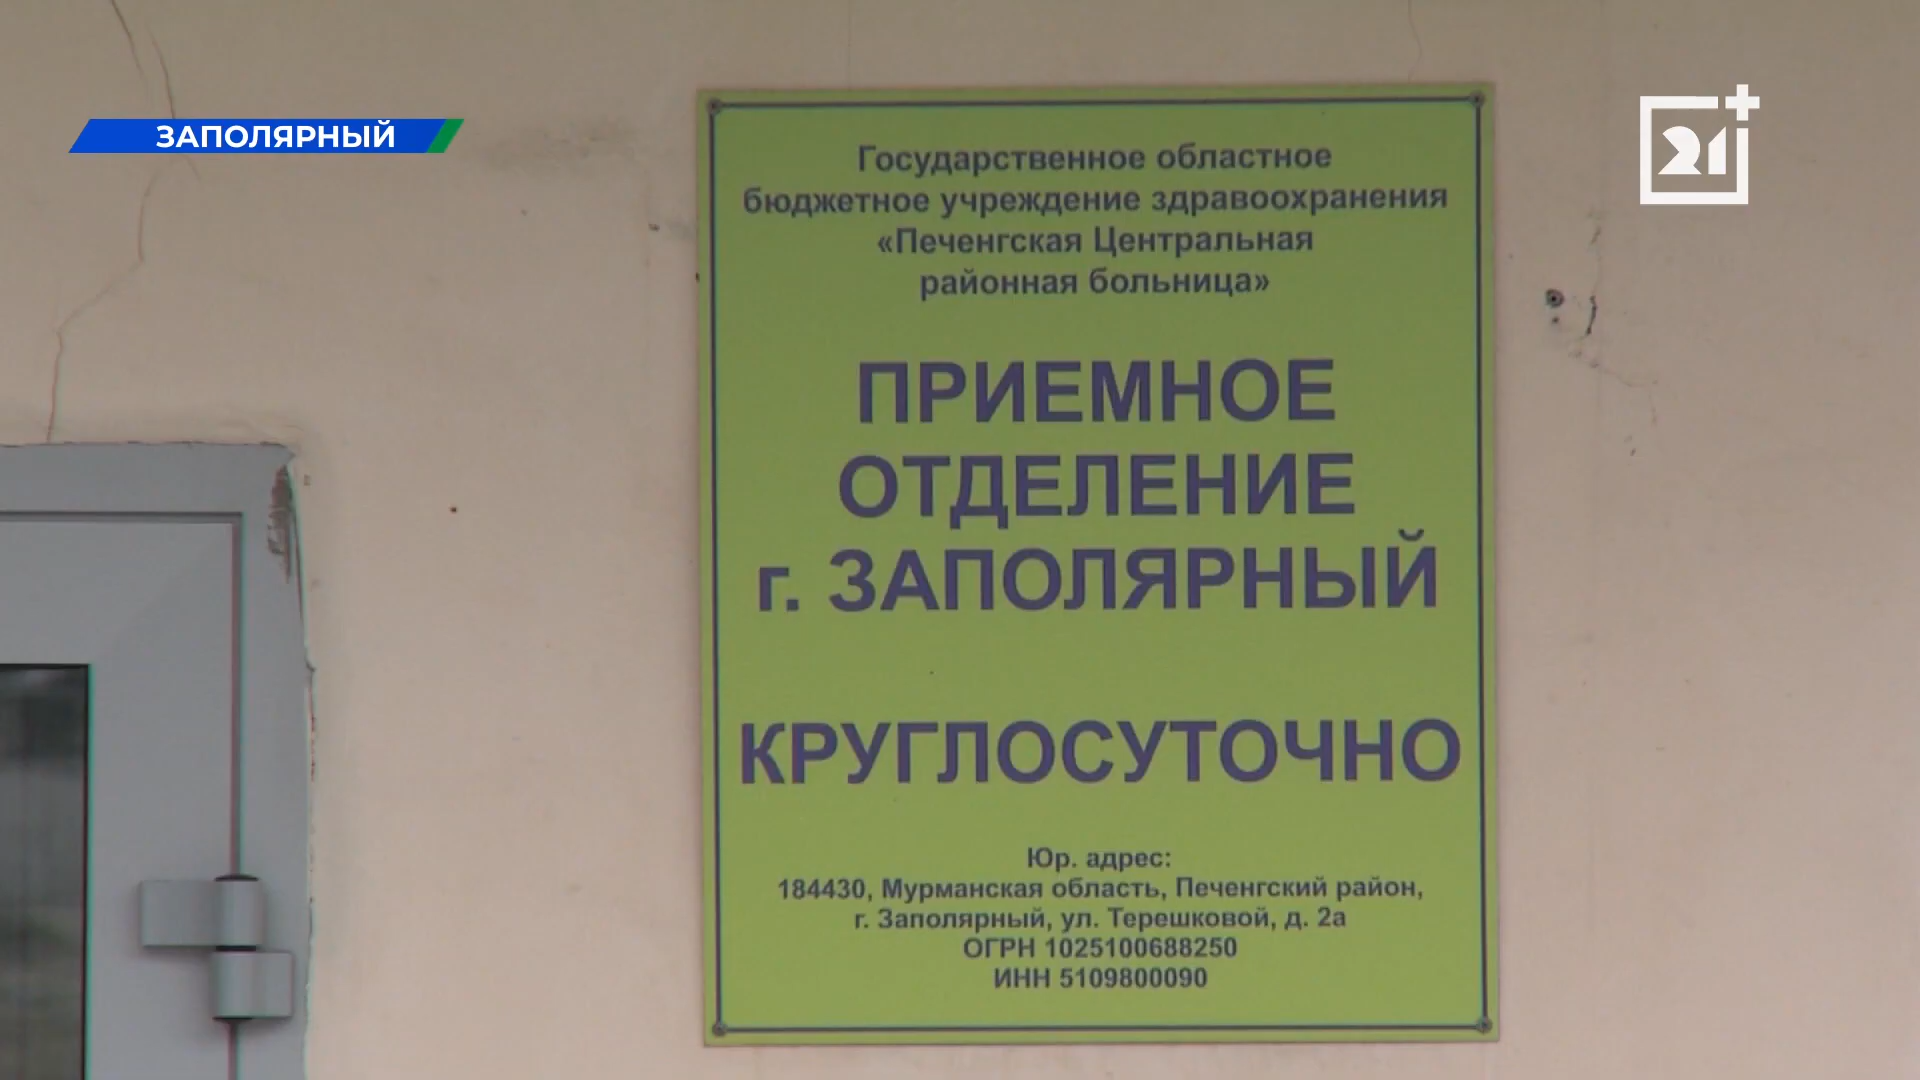 ЗАПОЛЯРНЫЙ
21+
Государственное областное
бюджетное учреждение здравоохранения
«Печенгская Центральная
районная больница»
ПРИЕМНОЕ
ОТДЕЛЕНИЕ
г. ЗАПОЛЯРНЫЙ
КРУГЛОСУТОЧНО
Юр. адрес:
184430, Мурманская область, Печенгский район,
г. Заполярный, ул. Терешковой, д. 2а
ОГРН 1025100688250
ИНН 5109800090